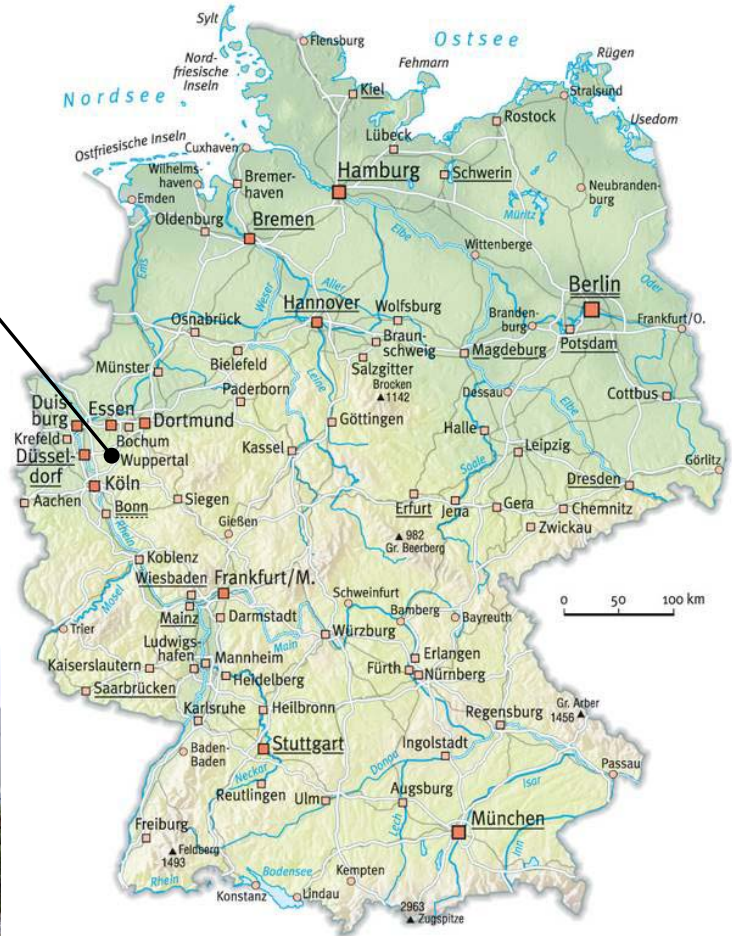 Sylt
Flensburg
Ostsee
Nord-
friesische
Inseln
Fehmarn
Rügen
Nordsee
Kiel
Stralsund
Usedom
Rostock
Ostfriesische Inseln
Cuxhaven
Lübeck
Wilhelms-
haven
Bremer-
haven
Hamburg
Schwerin
Neubranden-
burg
Emden
Müritz
Oldenburg
Bremen
Elbe
Wittenberge
Ems
Weser
Aller
Berlin
Oder
Hannover
Wolfsburg
Branden-
burg
Frankfurt/O.
Osnabrück
Braun-
schweig
Potsdam
Magdeburg
Münster
Bielefeld
Salzgitter
Leine
Brocken
1142
Dessau
Elbe
Cottbus
Paderborn
Duis-
burg
Essen
Dortmund
Göttingen
Halle
Krefeld
Bochum
Kassel
Leipzig
Düssel-
dorf
Wuppertal
Saale
Görlitz
Köln
Dresden
Aachen
Siegen
Erfurt
Jena
Gera
Chemnitz
Bonn
Zwickau
Rhein
Gießen
982
Gr. Beerberg
Koblenz
Wiesbaden
Frankfurt/M.
Schweinfurt
0 50 100 km
Mosel
Mainz
Darmstadt
Bamberg
Bayreuth
Trier
Main
Würzburg
Ludwigs-
hafen
Erlangen
Kaiserslautern
Mannheim
Fürth
Nürnberg
Heidelberg
Saarbrücken
Karlsruhe
Heilbronn
Regensburg
Gr. Arber
1456
Baden-
Baden
Stuttgart
Ingolstadt
Donau
Passau
Neckar
Isar
Reutlingen
Ulm
Augsburg
Lech
München
Inn
Freiburg
Feldberg
1493
Rhein
Bodensee
Kempten
Konstanz
Lindau
2963
Zugspitze